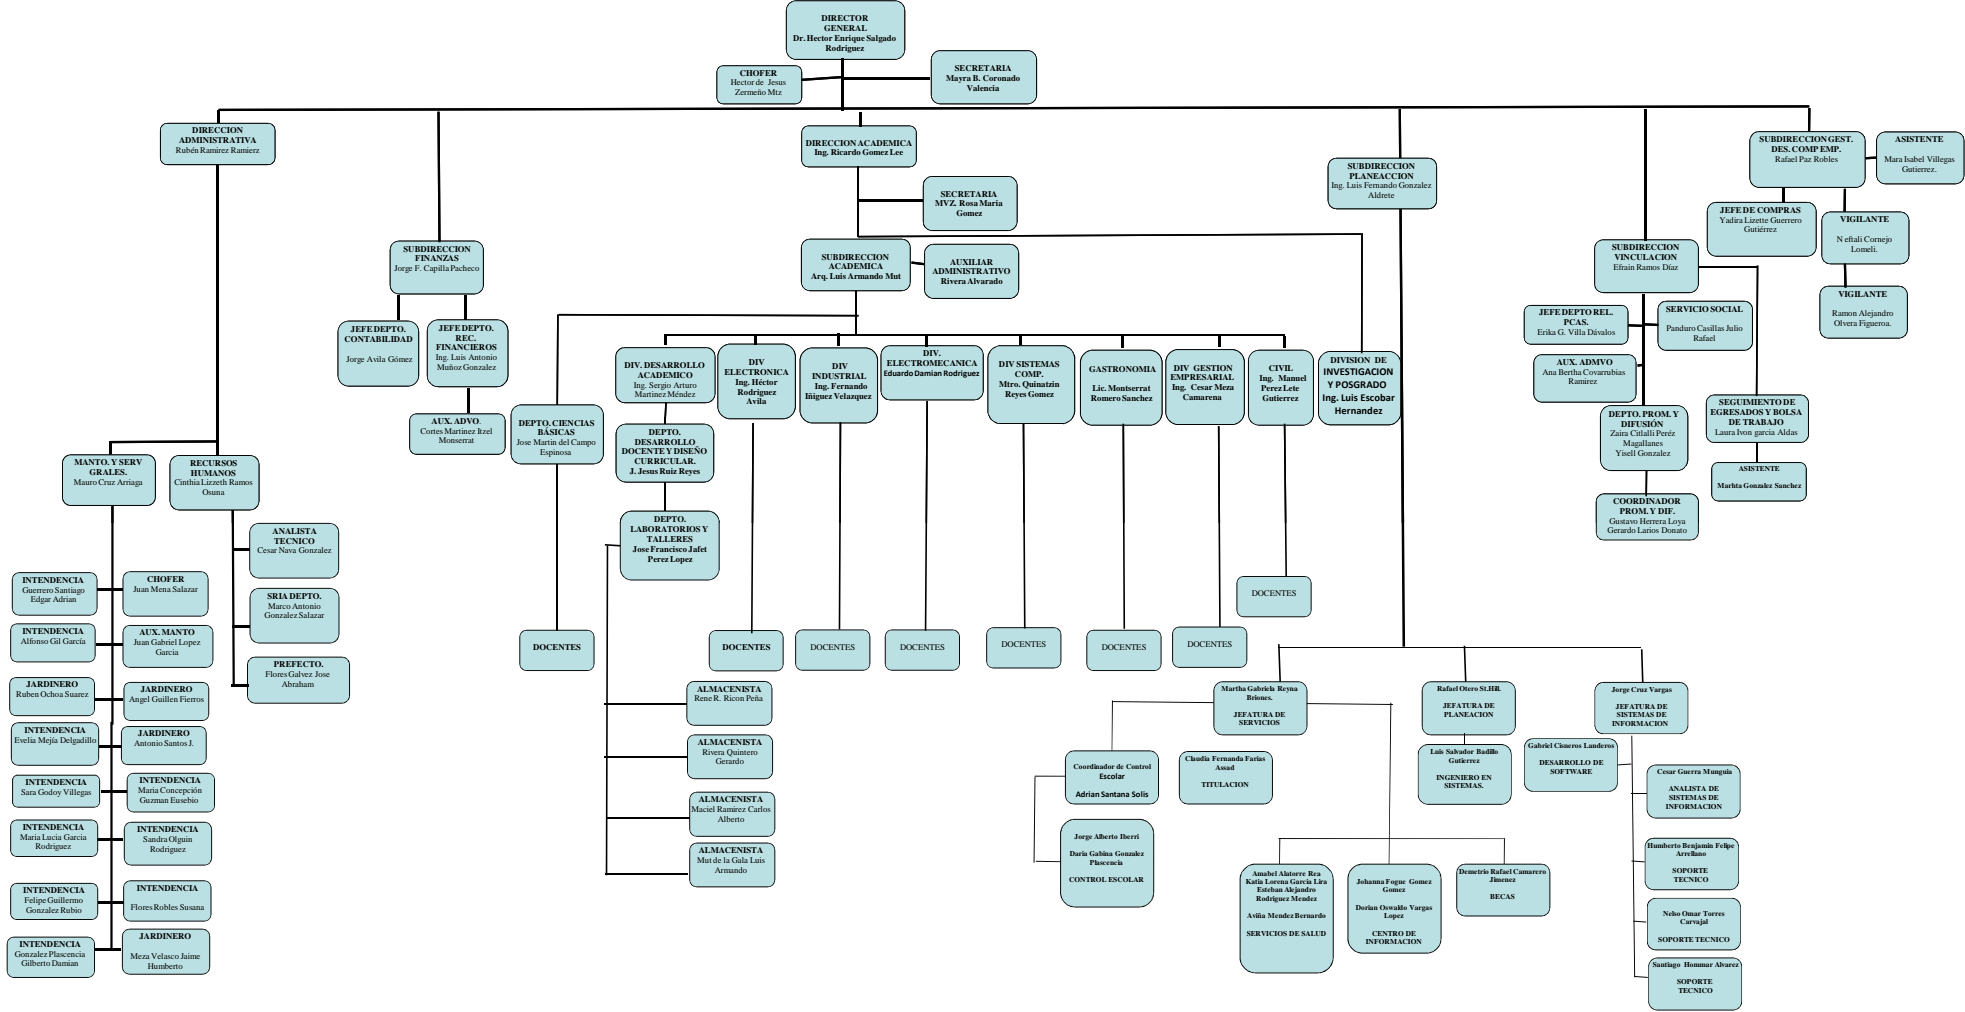 DIRECTOR
GENERAL
Dr. Hector Enrique Salgado
Rodriguez
CHOFER
Hector de Jesus
Zermeño Mtz
SECRETARIA
Mayra B. Coronado
Valencia
DIRECCION
ADMINISTRATIVA
Rubén Ramirez Ramierz
DIRECCION ACADEMICA
Ing. Ricardo Gomez Lee
SECRETARIA
MVZ. Rosa Maria
Gomez
SUBDIRECCION
PLANEACCION
Ing. Luis Fernando Gonzalez
Aldrete
SUBDIRECCION GEST.
DES. COMP EMP.
Rafael Paz Robles
ASISTENTE
Mara Isabel Villegas
Gutierrez.
JEFE DE COMPRAS
Yadira Lizette Guerrero
Gutiérrez
VIGILANTE
N eftali Cornejo
Lomeli.
VIGILANTE
Ramon Alejandro
Olvera Figueroa.
SUBDIRECCION
FINANZAS
Jorge F. Capilla Pacheco
SUBDIRECCION
ACADEMICA
Arq. Luis Armando Mut
AUXILIAR
ADMINISTRATIVO
Rivera Alvarado
SUBDIRECCION
VINCULACION
Efrain Ramos Díaz
JEFE DEPTO.
CONTABILIDAD
Jorge Avila Gómez
JEFE DEPTO.
REC.
FINANCIEROS
Ing. Luis Antonio
Muñoz Gonzalez
AUX. ADVO.
Cortes Martinez Itzel
Monserrat
JEFE DEPTO REL.
PCAS.
Erika G. Villa Dávalos
SERVICIO SOCIAL
Panduro Casillas Julio
Rafael
AUX. ADMVO
Ana Bertha Covarrubias
Ramirez
DEPTO. PROM. Y
DIFUSIÓN
Zaira Citlalli Peréz
Magallanes
Yisell Gonzalez
COORDINADOR
PROM. Y DIF.
Gustavo Herrera Loya
Gerardo Larios Donato
SEGUIMIENTO DE
EGRESADOS Y BOLSA
DE TRABAJO
Laura Ivon garcia Aldas
ASISTENTE
Marhta Gonzalez Sanchez
DEPTO. CIENCIAS
BÁSICAS
Jose Martin del Campo
Espinosa
DIV. DESARROLLO
ACADEMICO
Ing. Sergio Arturo
Martinez Méndez
DIV
ELECTRONICA
Ing. Héctor
Rodriguez
Avila
DIV
INDUSTRIAL
Ing. Fernando
Iñiguez Velazquez
DIV.
ELECTROMECANICA
Eduardo Damian Rodriguez
DIV SISTEMAS
COMP.
Mtro. Quinatzin
Reyes Gomez
GASTRONOMIA
Lic. Montserrat
Romero Sanchez
DIV GESTION
EMPRESARIAL
Ing. Cesar Meza
Camarena
CIVIL
Ing. Manuel
Perez Lete
Gutierrez
DIVISION DE
INVESTIGACION
Y POSGRADO
Ing. Luis Escobar
Hernandez
DEPTO.
DESARROLLO
DOCENTE Y DISEÑO
CURRICULAR.
J. Jesus Ruiz Reyes
DEPTO.
LABORATORIOS Y
TALLERES
Jose Francisco Jafet
Perez Lopez
MANTO. Y SERV
GRALES.
Mauro Cruz Arriaga
RECURSOS
HUMANOS
Cinthia Lizzeth Ramos
Osuna
ANALISTA
TECNICO
Cesar Nava Gonzalez
SRIA DEPTO.
Marco Antonio
Gonzalez Salazar
PREFECTO.
Flores Galvez Jose
Abraham
INTENDENCIA
Guerrero Santiago
Edgar Adrian
CHOFER
Juan Mena Salazar
INTENDENCIA
Alfonso Gil García
AUX. MANTO
Juan Gabriel Lopez
Garcia
JARDINERO
Ruben Ochoa Suarez
JARDINERO
Angel Guillen Fierros
INTENDENCIA
Evelia Mejía Delgadillo
JARDINERO
Antonio Santos J.
INTENDENCIA
Sara Godoy Villegas
INTENDENCIA
Maria Concepción
Guzman Eusebio
INTENDENCIA
Maria Lucia Garcia
Rodriguez
INTENDENCIA
Sandra Olguin
Rodriguez
INTENDENCIA
Felipe Guillermo
Gonzalez Rubio
INTENDENCIA
Flores Robles Susana
INTENDENCIA
Gonzalez Plascencia
Gilberto Damian
JARDINERO
Meza Velasco Jaime
Humberto
DOCENTES
DOCENTES
DOCENTES
DOCENTES
DOCENTES
DOCENTES
DOCENTES
DOCENTES
ALMACENISTA
Rene R. Ricon Peña
ALMACENISTA
Rivera Quintero
Gerardo
ALMACENISTA
Maciel Ramirez Carlos
Alberto
ALMACENISTA
Mut de la Gala Luis
Armando
Martha Gabriela Reyna
Briones.
JEFATURA DE
SERVICIOS
Rafael Otero St.Hill.
JEFATURA DE
PLANEACION
Jorge Cruz Vargas
JEFATURA DE
SISTEMAS DE
INFORMACION
Coordinador de Control
Escolar
Adrian Santana Solis
Claudia Fernanda Farias
Assad
TITULACION
Luis Salvador Badillo
Gutierrez
INGENIERO EN
SISTEMAS.
Gabriel Cisneros Landeros
DESARROLLO DE
SOFTWARE
Cesar Guerra Munguia
ANALISTA DE
SISTEMAS DE
INFORMACION
Jorge Alberto Iberri
Daria Gabina Gonzalez
Plascencia
CONTROL ESCOLAR
Amabel Alatorre Rea
Katia Lorena Garcia Lira
Esteban Alejandro
Rodriguez Mendez
Aviña Mendez Bernardo
SERVICIOS DE SALUD
Johanna Fogue Gomez
Gomez
Dorian Oswaldo Vargas
Lopez
CENTRO DE
INFORMACION
Demetrio Rafael Camarero
Jimenez
BECAS
Humberto Benjamin Felipe
Arrellano
SOPORTE
TECNICO
Nelso Omar Torres
Carvajal
SOPORTE TECNICO
Santiago Hommar Alvarez
SOPORTE
TECNICO